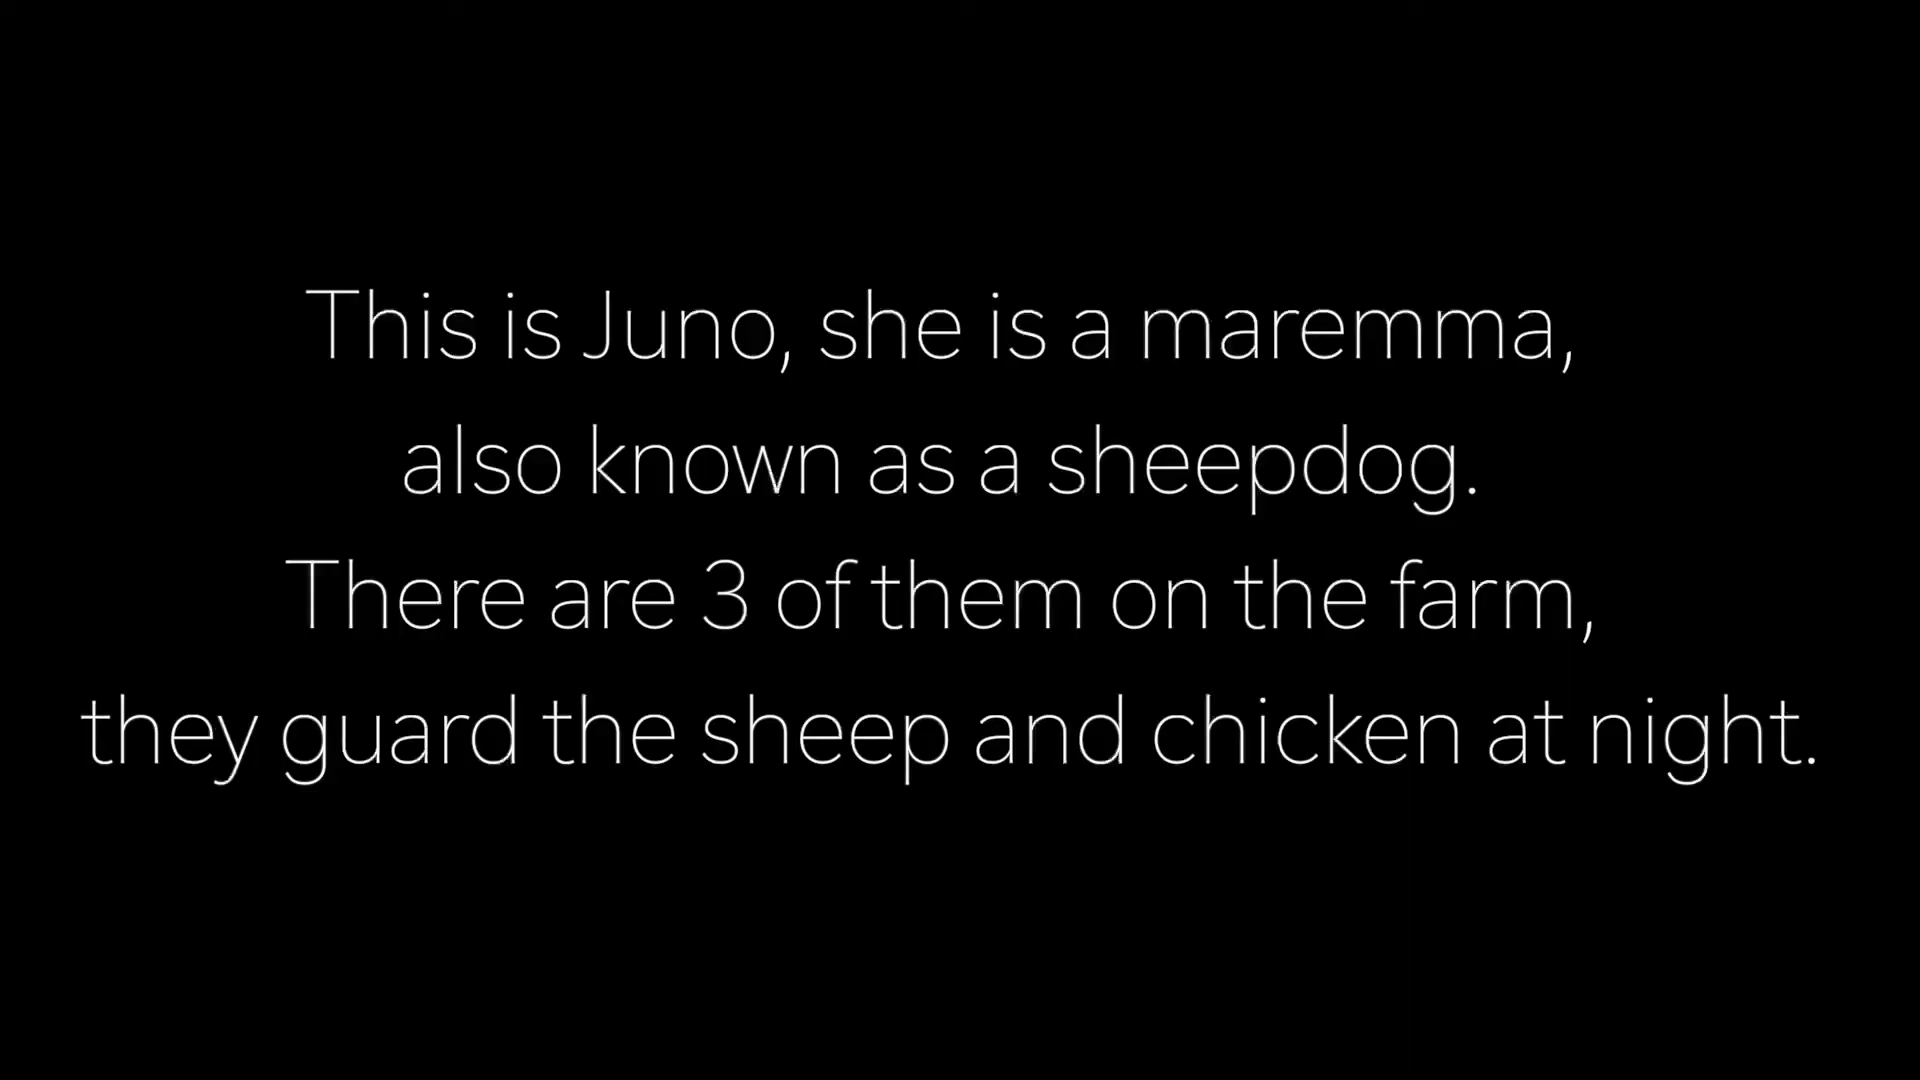 This is Juno, she is a maremma,
also known as a sheepdog.
There are 3 of them on the farm,
they guard the sheep and chicken at night.